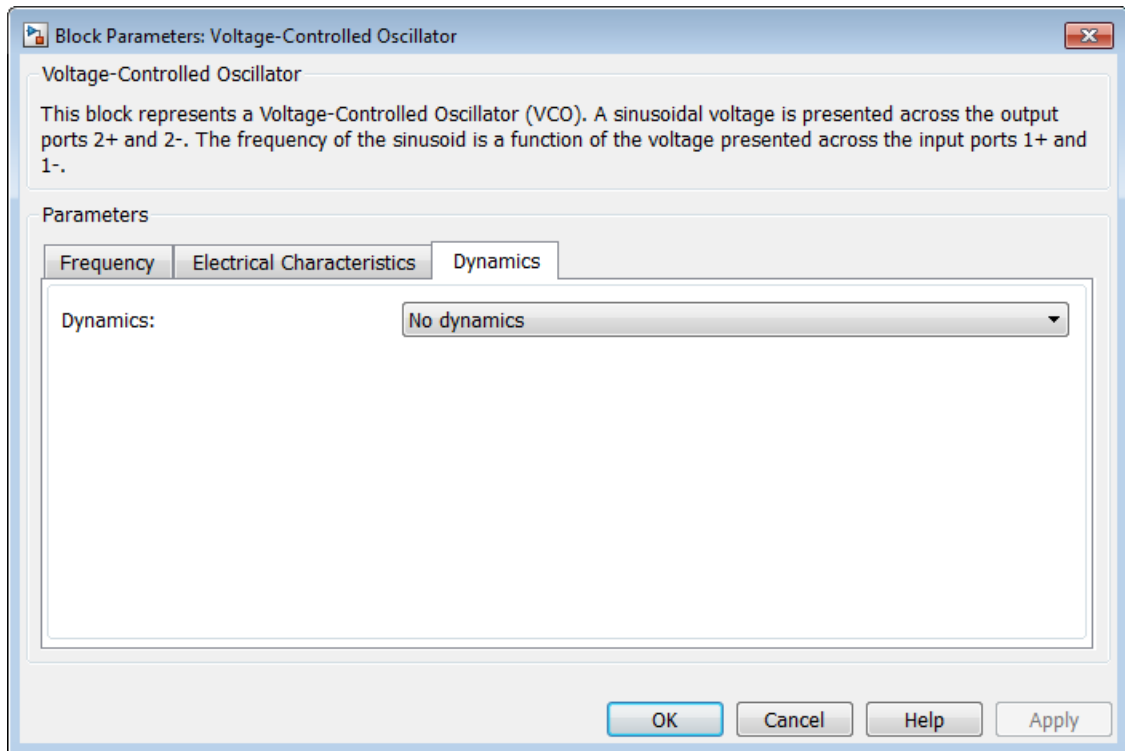 Block Parameters: Voltage-Controlled Oscillator
Voltage-Controlled Oscillator
This block represents a Voltage-Controlled Oscillator (VCO). A sinusoidal voltage is presented across the output
ports 2+ and 2-. The frequency of the sinusoid is a function of the voltage presented across the input ports 1+ and
1-.
Parameters
Frequency Electrical Characteristics Dynamics
Dynamics: No dynamics
OK Cancel Help Apply